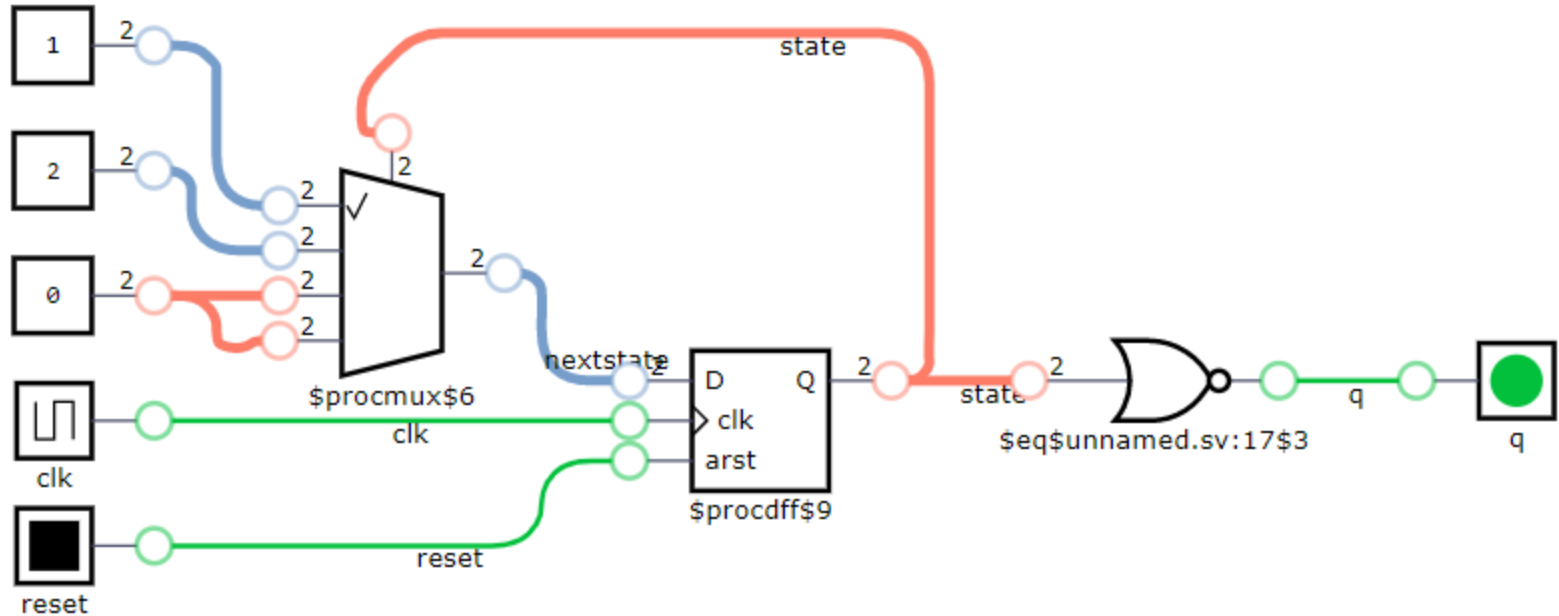 1
2
state
2
2
2
2
2
2
2
0
2
2
2
nextstate
2
D
Q
2
2
$procmux$6
state
q
clk
clk
$eq$unnamed.sv:17$3
q
clk
arst
$procdff$9
reset
reset